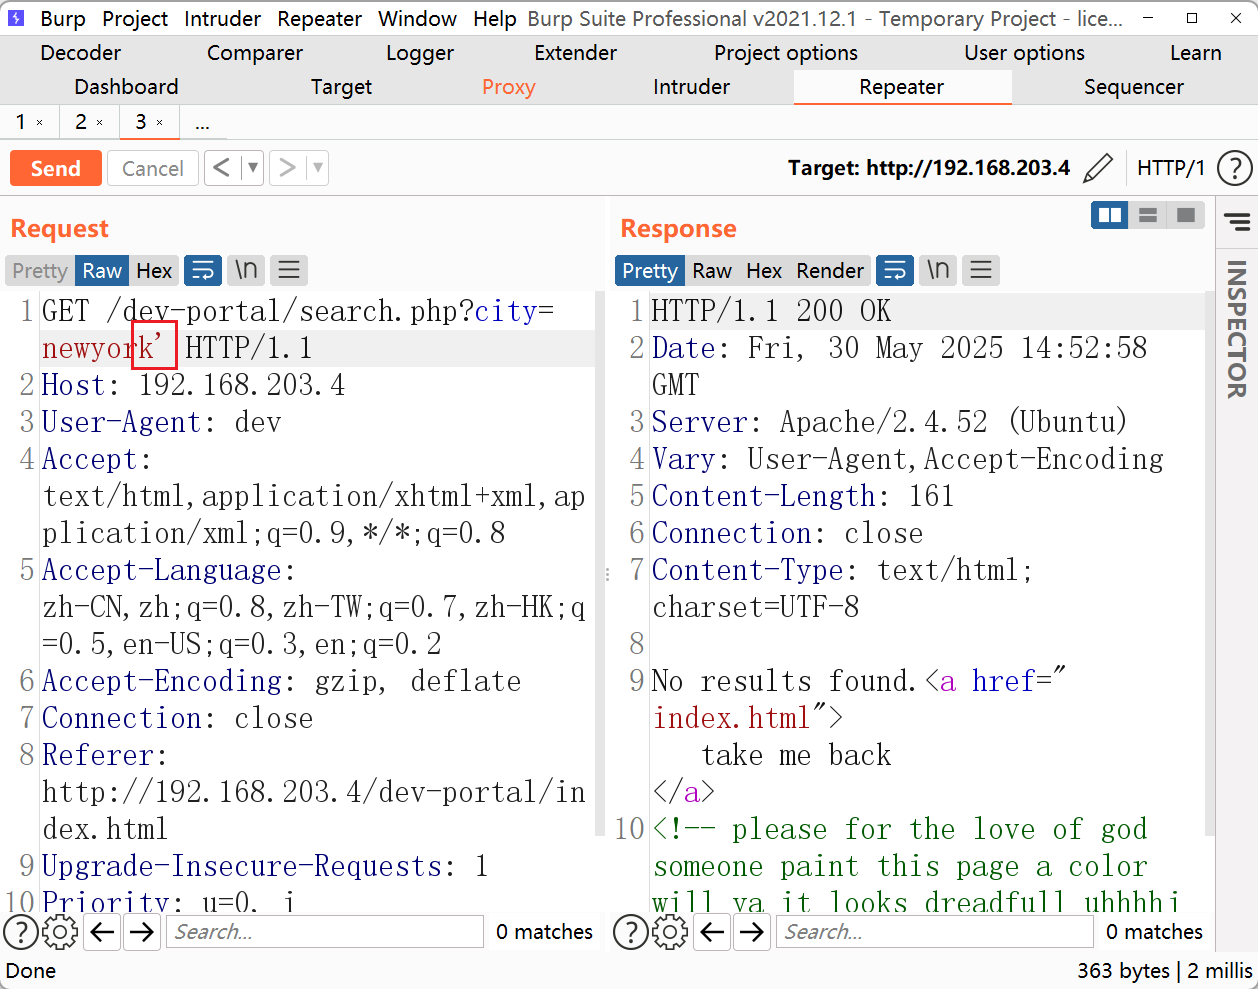 Burp Project Intruder Repeater Window Help Burp Suite Professional v2021.12.1 - Temporary Project - lice...
Decoder Comparer Logger Extender Project options User options Learn
Dashboard Target Proxy Intruder Repeater Sequencer
1 × 2 × 3 × ...
Send Cancel < > Target: http://192.168.203.4 HTTP/1 ?
Request
Pretty Raw Hex \n
1 GET /dev-portal/search.php?city=
newyork' HTTP/1.1
2 Host: 192.168.203.4
3 User-Agent: dev
4 Accept:
text/html,application/xhtml+xml,ap
plication/xml;q=0.9,*/*;q=0.8
5 Accept-Language:
zh-CN,zh;q=0.8,zh-TW;q=0.7,zh-HK;q
=0.5,en-US;q=0.3,en;q=0.2
6 Accept-Encoding: gzip, deflate
7 Connection: close
8 Referer:
http://192.168.203.4/dev-portal/in
dex.html
9 Upgrade-Insecure-Requests: 1
10 Priority: u=0, i
? Search... 0 matches
Response
Pretty Raw Hex Render \n
1 HTTP/1.1 200 OK
2 Date: Fri, 30 May 2025 14:52:58
GMT
3 Server: Apache/2.4.52 (Ubuntu)
4 Vary: User-Agent,Accept-Encoding
5 Content-Length: 161
6 Connection: close
7 Content-Type: text/html;
charset=UTF-8
8
9 No results found.<a href="
index.html">
take me back
</a>
10 <!-- please for the love of god
someone paint this page a color
will ya it looks dreadfull uhhhhi
? Search... 0 matches
INSPECTOR
Done 363 bytes | 2 millis